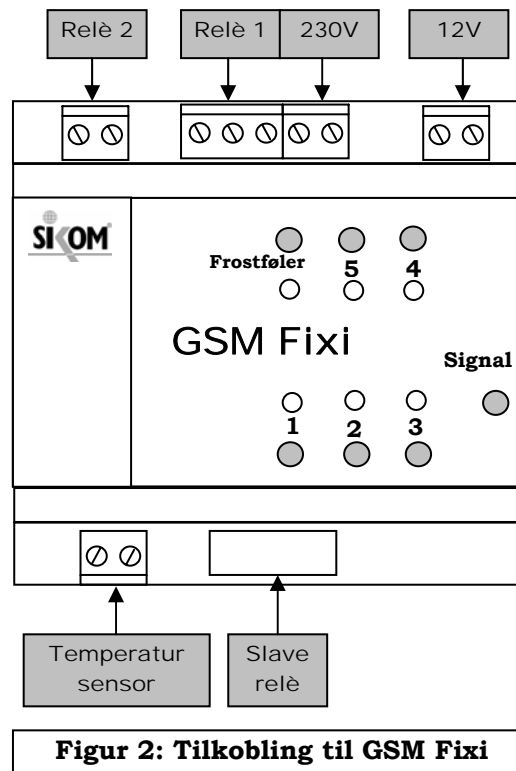 Relè 2
Relè 1
230V
12V
SIKOM
Frostføler
5
4
GSM Fixi
Signal
1
2
3
Temperatur
sensor
Slave
relè
Figur 2: Tilkobling til GSM Fixi